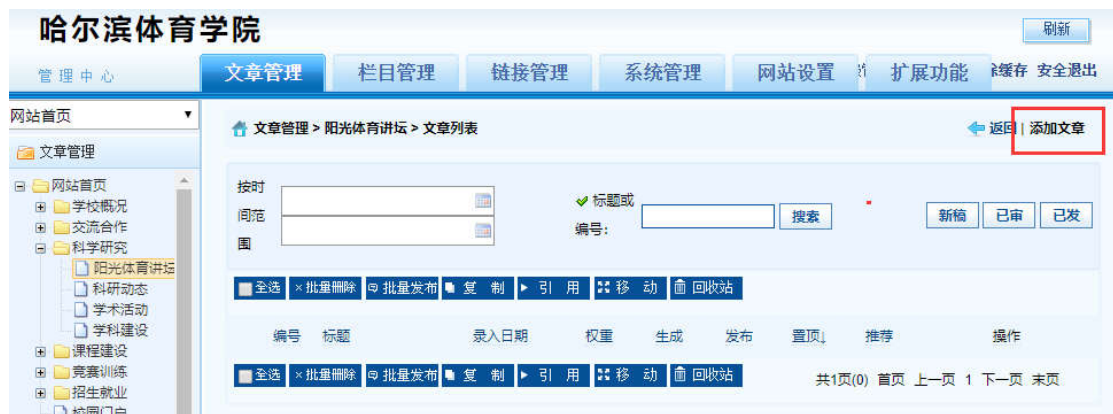 哈尔滨体育学院
刷新
管理中心
文章管理 栏目管理 链接管理 系统管理 网站设置 扩展功能 缓存 安全退出
网站首页
文章管理 > 阳光体育讲坛 > 文章列表
返回 | 添加文章
文章管理
网站首页
学校概况
交流合作
科学研究
阳光体育讲坛
科研动态
学术活动
学科建设
课程建设
竞赛训练
招生就业
校园门户
按时间范围
标题或编号:
搜索
新稿 已审 已发
全选 ×批量删除 批量发布 复 制 引 用 移 动 回收站
编号 标题 录入日期 权重 生成 发布 置顶↓ 推荐 操作
全选 ×批量删除 批量发布 复 制 引 用 移 动 回收站
共1页(0) 首页 上一页 1 下一页 末页